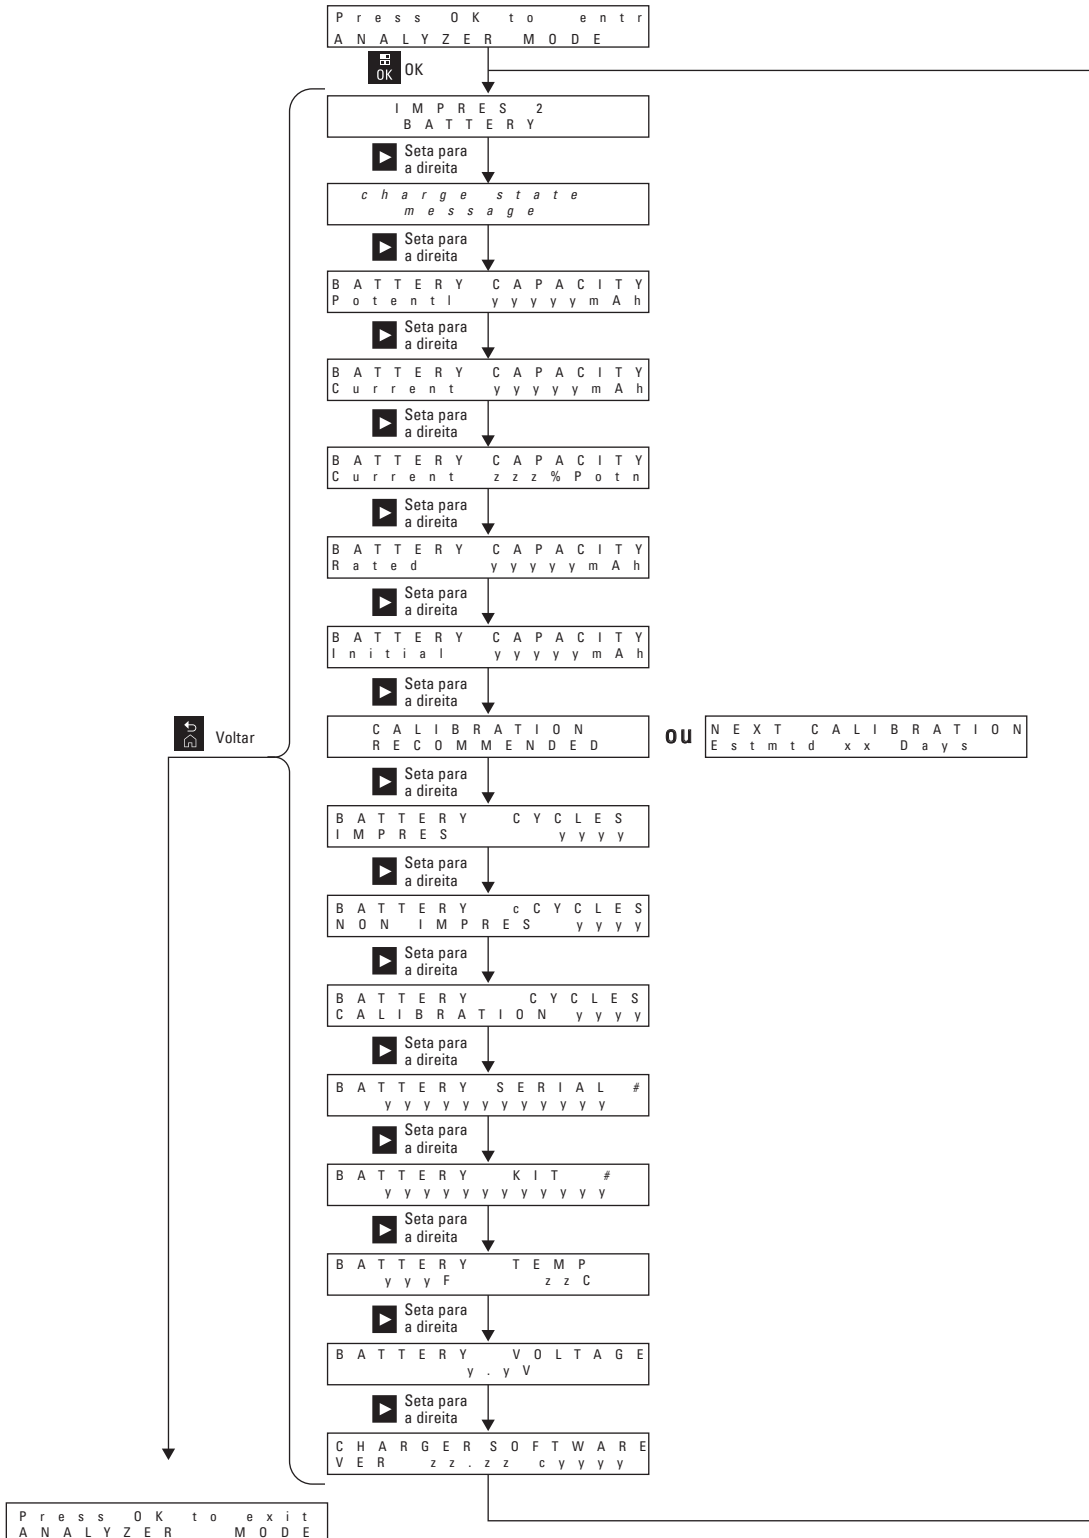 Press OK to entr
ANALYZER MODE
OK OK
IMPRES 2
BATTERY
Seta para
a direita
charge state
message
Seta para
a direita
BATTERY CAPACITY
Potentl yyyyymAh
Seta para
a direita
BATTERY CAPACITY
Current yyyyymAh
Seta para
a direita
BATTERY CAPACITY
Current zzz%Potn
Seta para
a direita
BATTERY CAPACITY
Rated yyyyymAh
Seta para
a direita
BATTERY CAPACITY
Initial yyyyymAh
Seta para
a direita
Voltar
CALIBRATION
RECOMMENDED
ou
NEXT CALIBRATION
Estmtd xx Days
Seta para
a direita
BATTERY CYCLES
IMPRES yyyy
Seta para
a direita
BATTERY cCYCLES
NON IMPRES yyyy
Seta para
a direita
BATTERY CYCLES
CALIBRATION yyyy
Seta para
a direita
BATTERY SERIAL #
yyyyyyyyyyyy
Seta para
a direita
BATTERY KIT #
yyyyyyyyyyyy
Seta para
a direita
BATTERY TEMP
yyyF zzC
Seta para
a direita
BATTERY VOLTAGE
y.yV
Seta para
a direita
CHARGER SOFTWARE
VER zz.zz cyyyy
Press OK to exit
ANALYZER MODE